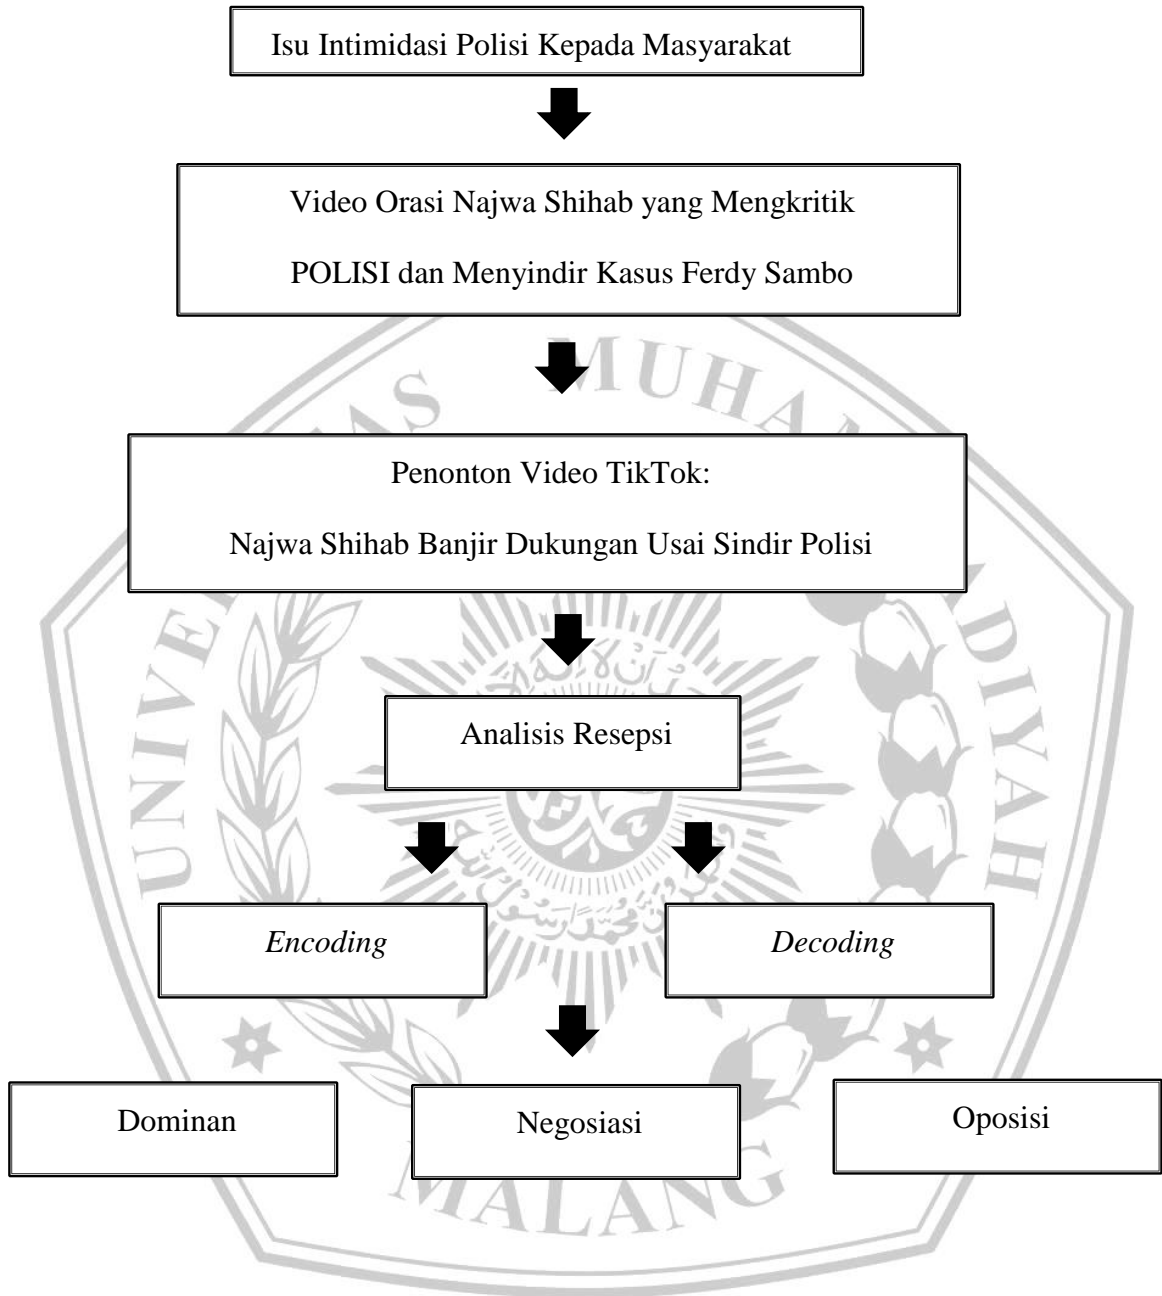 Isu Intimidasi Polisi Kepada Masyarakat
Video Orasi Najwa Shihab yang Mengkritik
POLISI dan Menyindir Kasus Ferdy Sambo
Penonton Video TikTok:
Najwa Shihab Banjir Dukungan Usai Sindir Polisi
Analisis Resepsi
Encoding
Decoding
Dominan
Negosiasi
Oposisi
MALANG